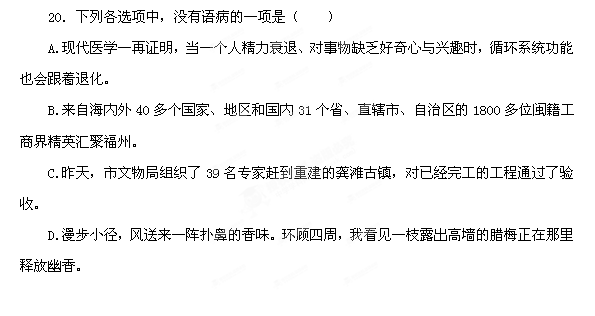 20. 下列各选项中，没有语病的一项是（　　）
A.现代医学一再证明，当一个人精力衰退、对事物缺乏好奇心与兴趣时，循环系统功能
也会跟着退化。
B.来自海内外 40 多个国家、地区和国内 31 个省、直辖市、自治区的 1800 多位闽籍工
商界精英汇聚福州。
C.昨天，市文物局组织了 39 名专家赶到重建的龚滩古镇，对已经完工的工程通过了验
收。
D.漫步小径，风送来一阵扑鼻的香味。环顾四周，我看见一枝露出高墙的腊梅正在那里
释放幽香。